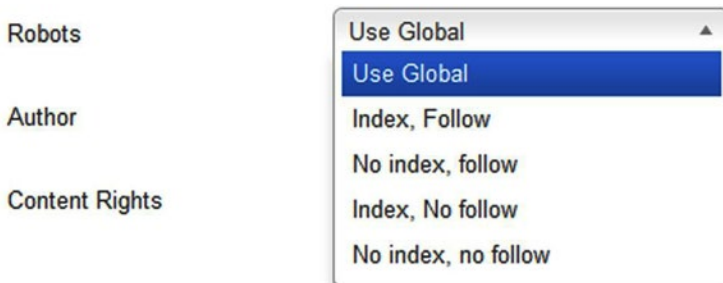 Robots
Use Global
Use Global
Author
Index, Follow
No index, follow
Content Rights
Index, No follow
No index, no follow